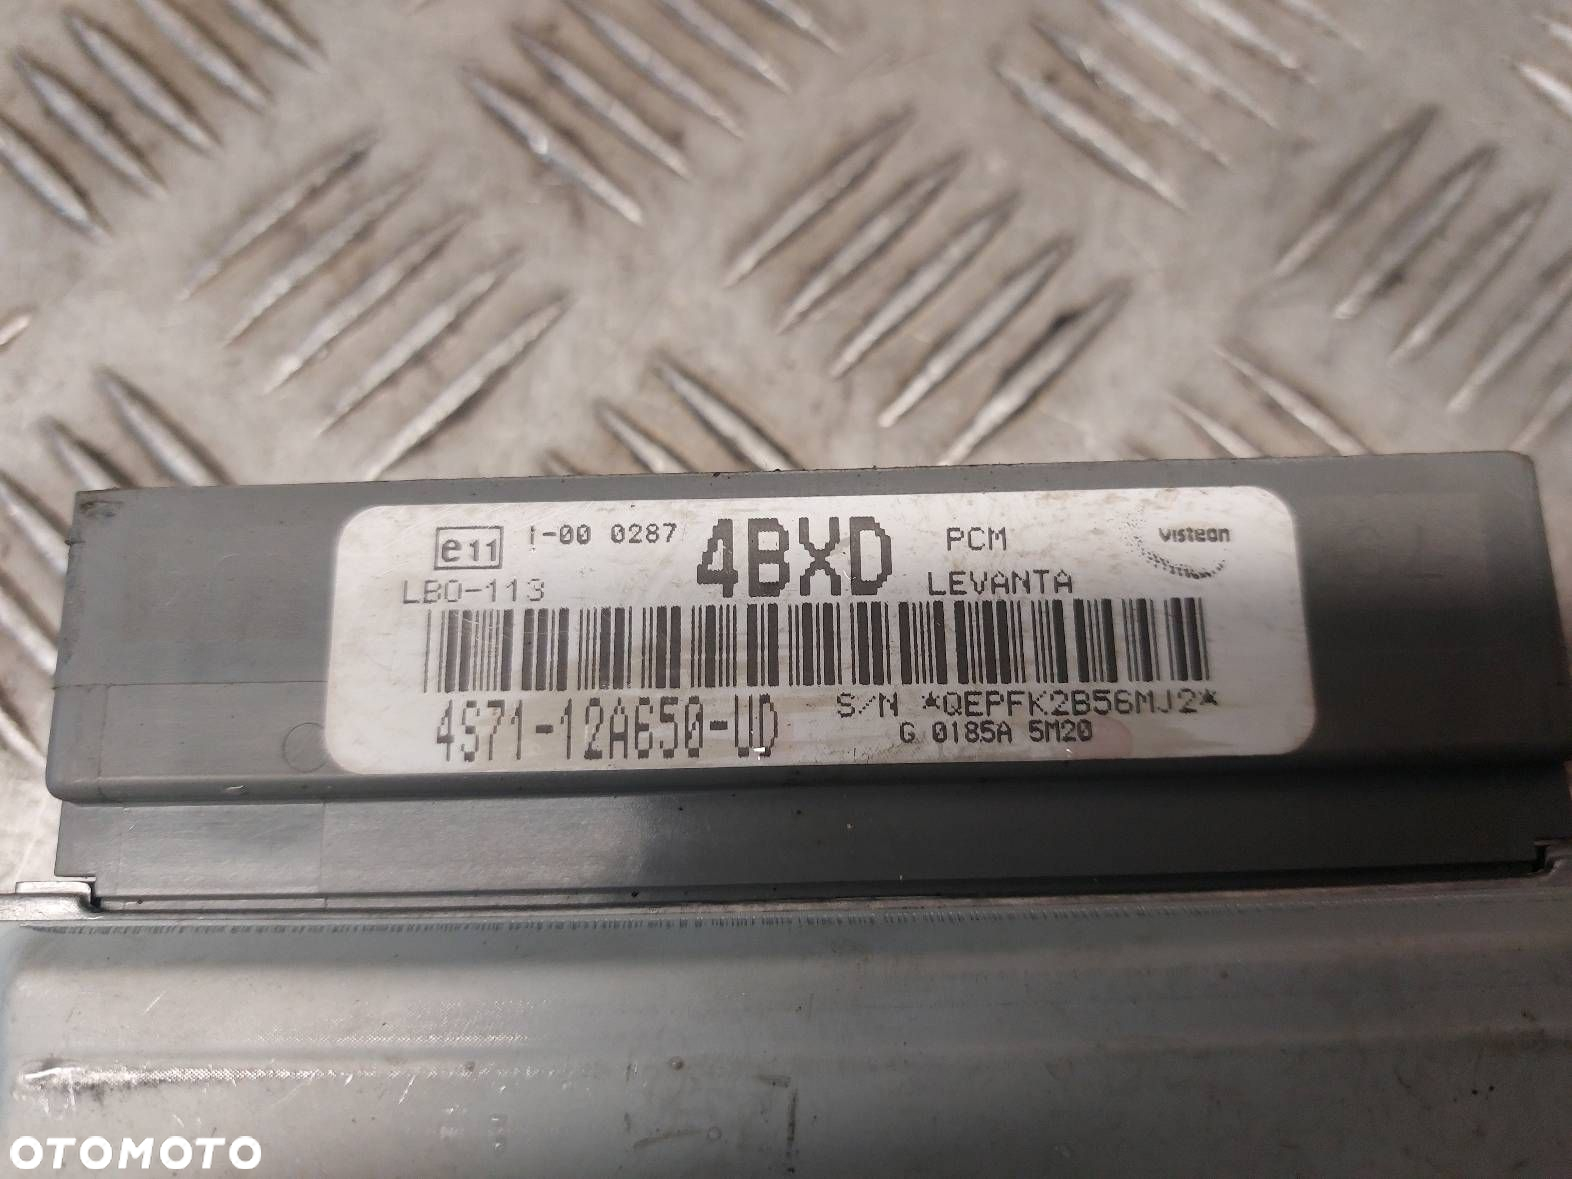 e11 I-00 0287 4BXD PCM Visteon
LB0-113 LEVANTA
4S71-12A650-UD S/N *QEPFK2B56MJ2*
G 0185A 5M20
OTOMOTO